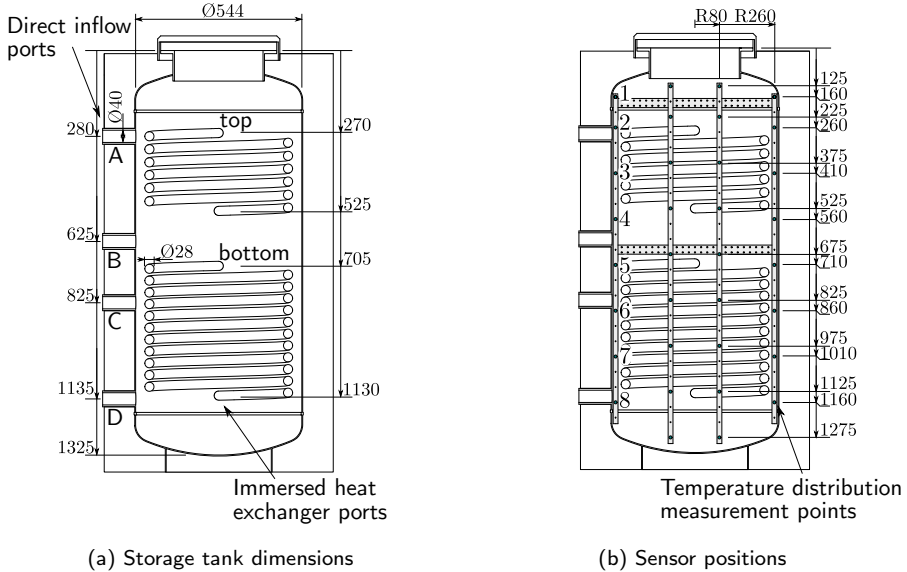 Ø544
Direct inflow
ports
Ø40
280
A
top
270
525
625
B
Ø28
bottom
705
825
C
1135
D
1130
1325
Immersed heat
exchanger ports
(a) Storage tank dimensions
R80 R260
1
2
3
4
5
6
7
8
125
160
225
260
375
410
525
560
675
710
825
860
975
1010
1125
1160
1275
Temperature distribution
measurement points
(b) Sensor positions